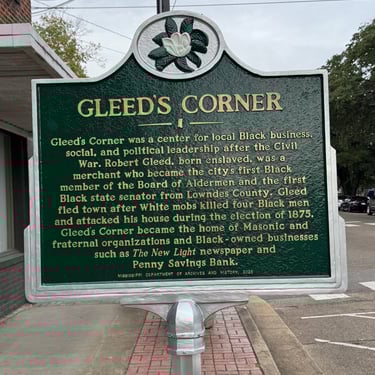 GLEED'S CORNER
Gleed's Corner was a center for local Black business,
social, and political leadership after the Civil
War. Robert Gleed, born enslaved, was a
merchant who became the city's first Black
member of the Board of Aldermen and the first
Black state senator from Lowndes County. Gleed
fled town after White mobs killed four Black men
and attacked his house during the election of 1875.
Gleed's Corner became the home of Masonic and
fraternal organizations and Black-owned businesses
such as The New Light newspaper and
Penny Savings Bank.
MISSISSIPPI DEPARTMENT OF ARCHIVES AND HISTORY, 2025